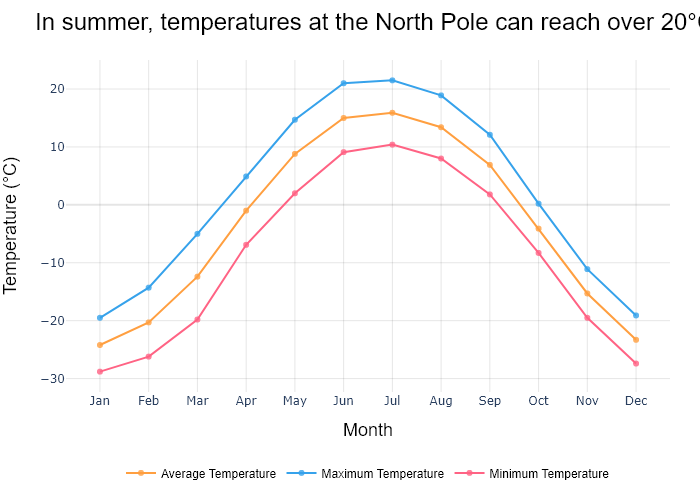 In summer, temperatures at the North Pole can reach over 20°
Temperature (°C)
20
10
0
−10
−20
−30
Jan Feb Mar Apr May Jun Jul Aug Sep Oct Nov Dec
Month
Average Temperature Maximum Temperature Minimum Temperature